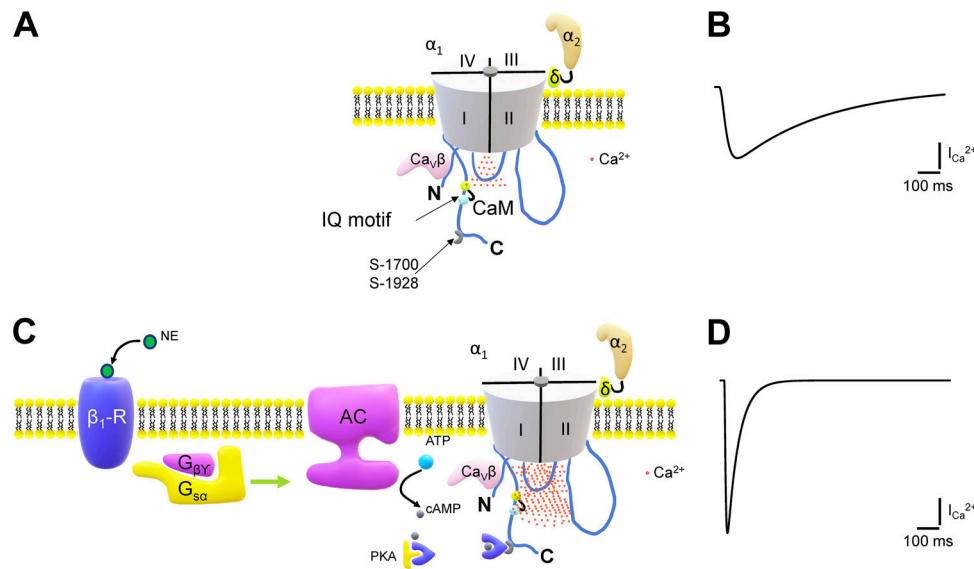 A
α1
IV
III
α2
δ
I
II
CaVβ
N
Ca2+
IQ motif
CaM
C
S-1700
S-1928
B
ICa2+
100 ms
C
NE
β1-R
GβY
Gsα
AC
ATP
cAMP
PKA
α1
IV
III
α2
δ
I
II
CaVβ
N
Ca2+
C
D
ICa2+
100 ms